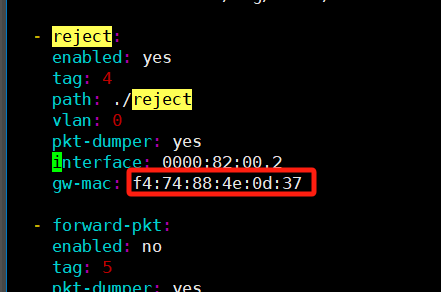 - reject:
enabled: yes
tag: 4
path: ./reject
vlan: 0
pkt-dumper: yes
interface: 0000:82:00.2
gw-mac: f4:74:88:4e:0d:37
- forward-pkt:
enabled: no
tag: 5
pkt-dumper: yes